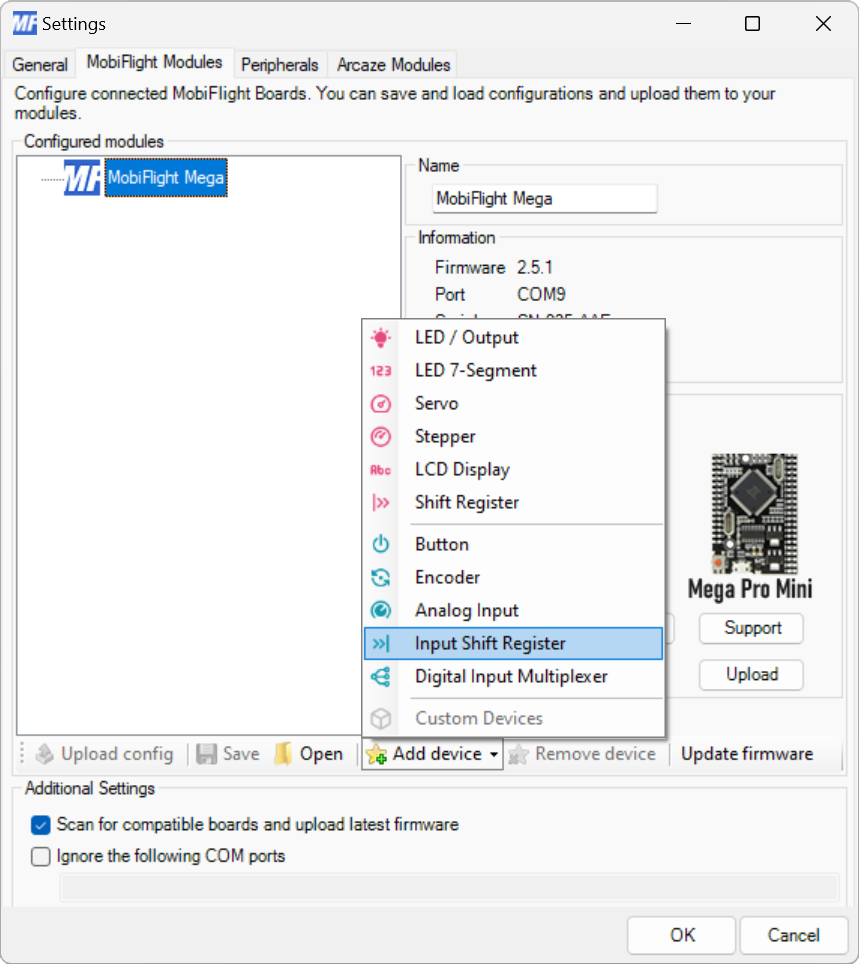 MF Settings
General MobiFlight Modules Peripherals Arcaze Modules
Configure connected MobiFlight Boards. You can save and load configurations and upload them to your
modules.
Configured modules
MF MobiFlight Mega
Name
MobiFlight Mega
Information
Firmware 2.5.1
Port COM9
LED / Output
123 LED 7-Segment
Servo
Stepper
Abc LCD Display
Shift Register
Button
Encoder
Analog Input
Input Shift Register
Digital Input Multiplexer
Custom Devices
Mega Pro Mini
Support
Upload
Upload config Save Open Add device Remove device Update firmware
Additional Settings
Scan for compatible boards and upload latest firmware
Ignore the following COM ports
OK Cancel